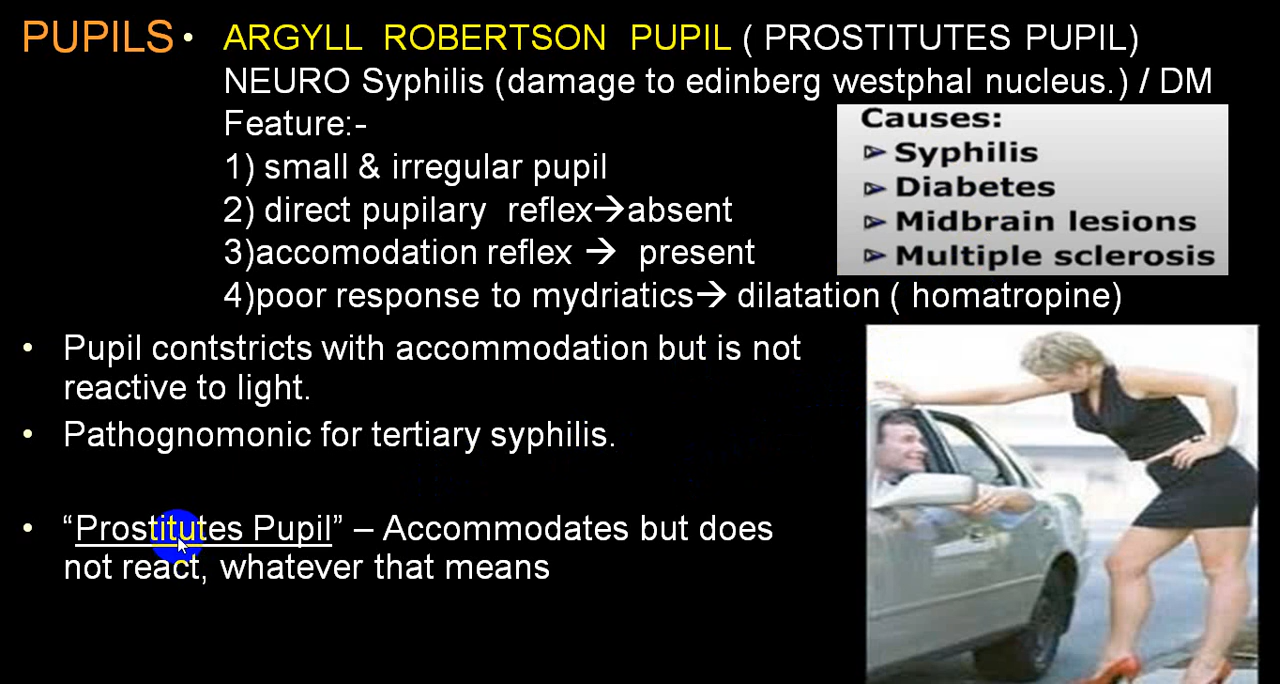 PUPILS • ARGYLL ROBERTSON PUPIL ( PROSTITUTES PUPIL)
NEURO Syphilis (damage to edinberg westphal nucleus.) / DM
Feature:-
1) small & irregular pupil
2) direct pupilary reflex→absent
3)accomodation reflex → present
4)poor response to mydriatics→ dilatation ( homatropine)
Causes:
➢ Syphilis
➢ Diabetes
➢ Midbrain lesions
➢ Multiple sclerosis
• Pupil contstricts with accommodation but is not
reactive to light.
• Pathognomonic for tertiary syphilis.
• “Prostitutes Pupil” – Accommodates but does
not react, whatever that means